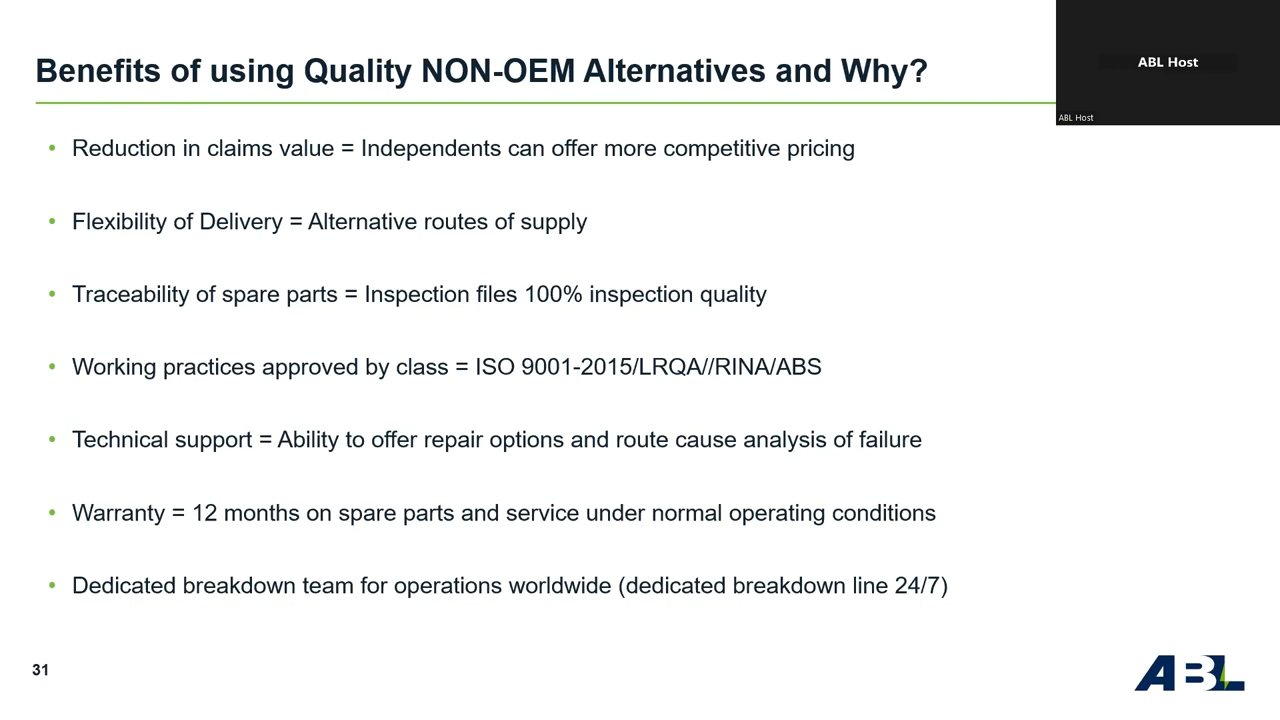 Benefits of using Quality NON-OEM Alternatives and Why?
ABL Host
ABL Host
• Reduction in claims value = Independents can offer more competitive pricing
• Flexibility of Delivery = Alternative routes of supply
• Traceability of spare parts = Inspection files 100% inspection quality
• Working practices approved by class = ISO 9001-2015/LRQA//RINA/ABS
• Technical support = Ability to offer repair options and route cause analysis of failure
• Warranty = 12 months on spare parts and service under normal operating conditions
• Dedicated breakdown team for operations worldwide (dedicated breakdown line 24/7)
31
ABL